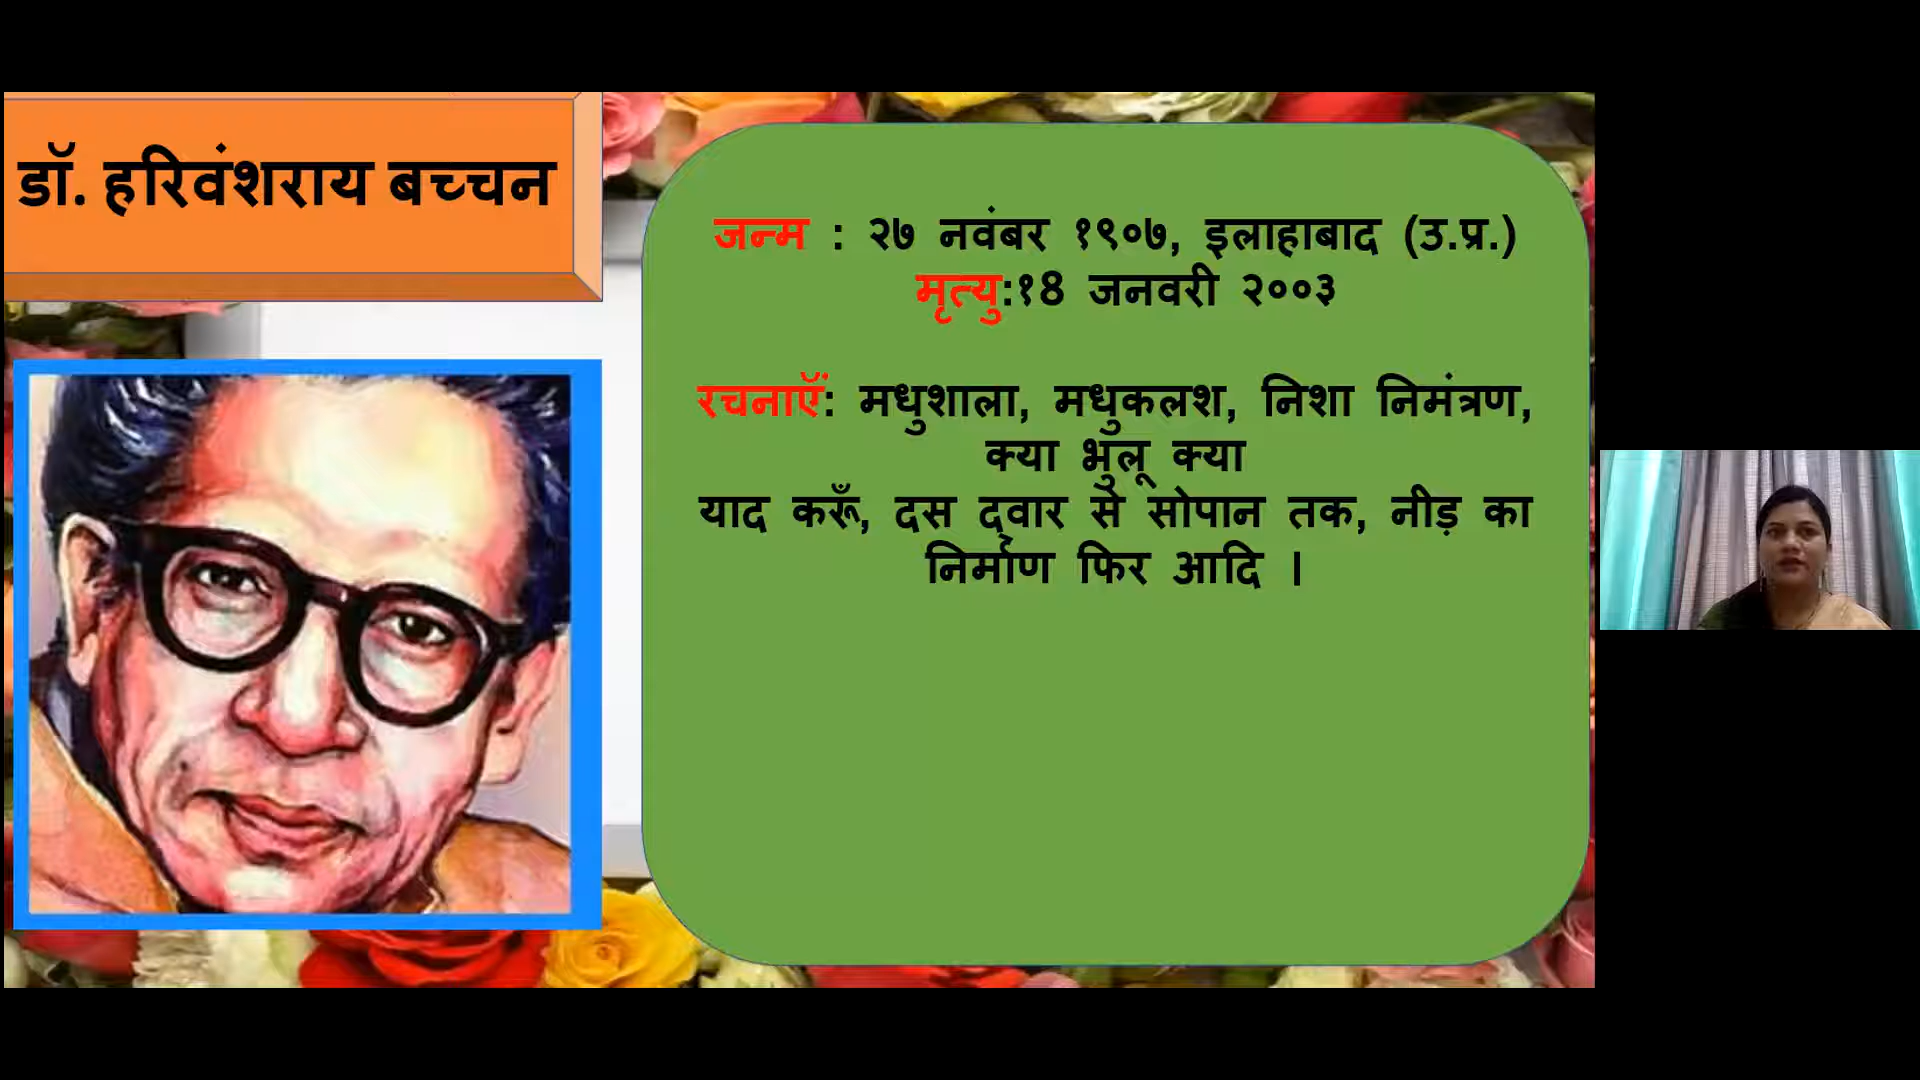 डॉ. हरिवंशराय बच्चन
जन्म : २७ नवंबर १९०७, इलाहाबाद (उ.प्र.)
मृत्यु:१8 जनवरी २००३
रचनाएँ: मधुशाला, मधुकलश, निशा निमंत्रण,
क्या भुलू क्या
याद करूँ, दस द्वार से सोपान तक, नीड़ का
निर्माण फिर आदि ।